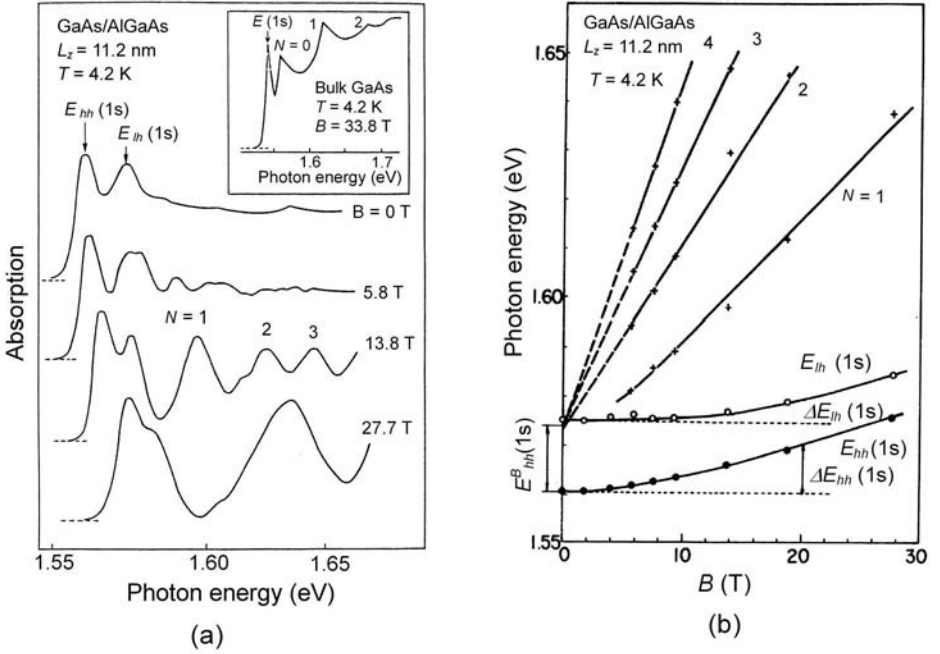 GaAs/AlGaAs
L_z = 11.2 nm
T = 4.2 K
E_hh (1s)
E_lh (1s)
E (1s)
N = 0
1
2
Bulk GaAs
T = 4.2 K
B = 33.8 T
1.6
1.7
Photon energy (eV)
B = 0 T
5.8 T
N = 1
2
3
13.8 T
27.7 T
Absorption
1.55
1.60
1.65
Photon energy (eV)
(a)
GaAs/AlGaAs
L_z = 11.2 nm
T = 4.2 K
4
3
2
N = 1
E_lh (1s)
ΔE_lh (1s)
E_hh (1s)
ΔE_hh (1s)
E^B_hh(1s)
Photon energy (eV)
1.65
1.60
1.55
0
10
20
30
B (T)
(b)